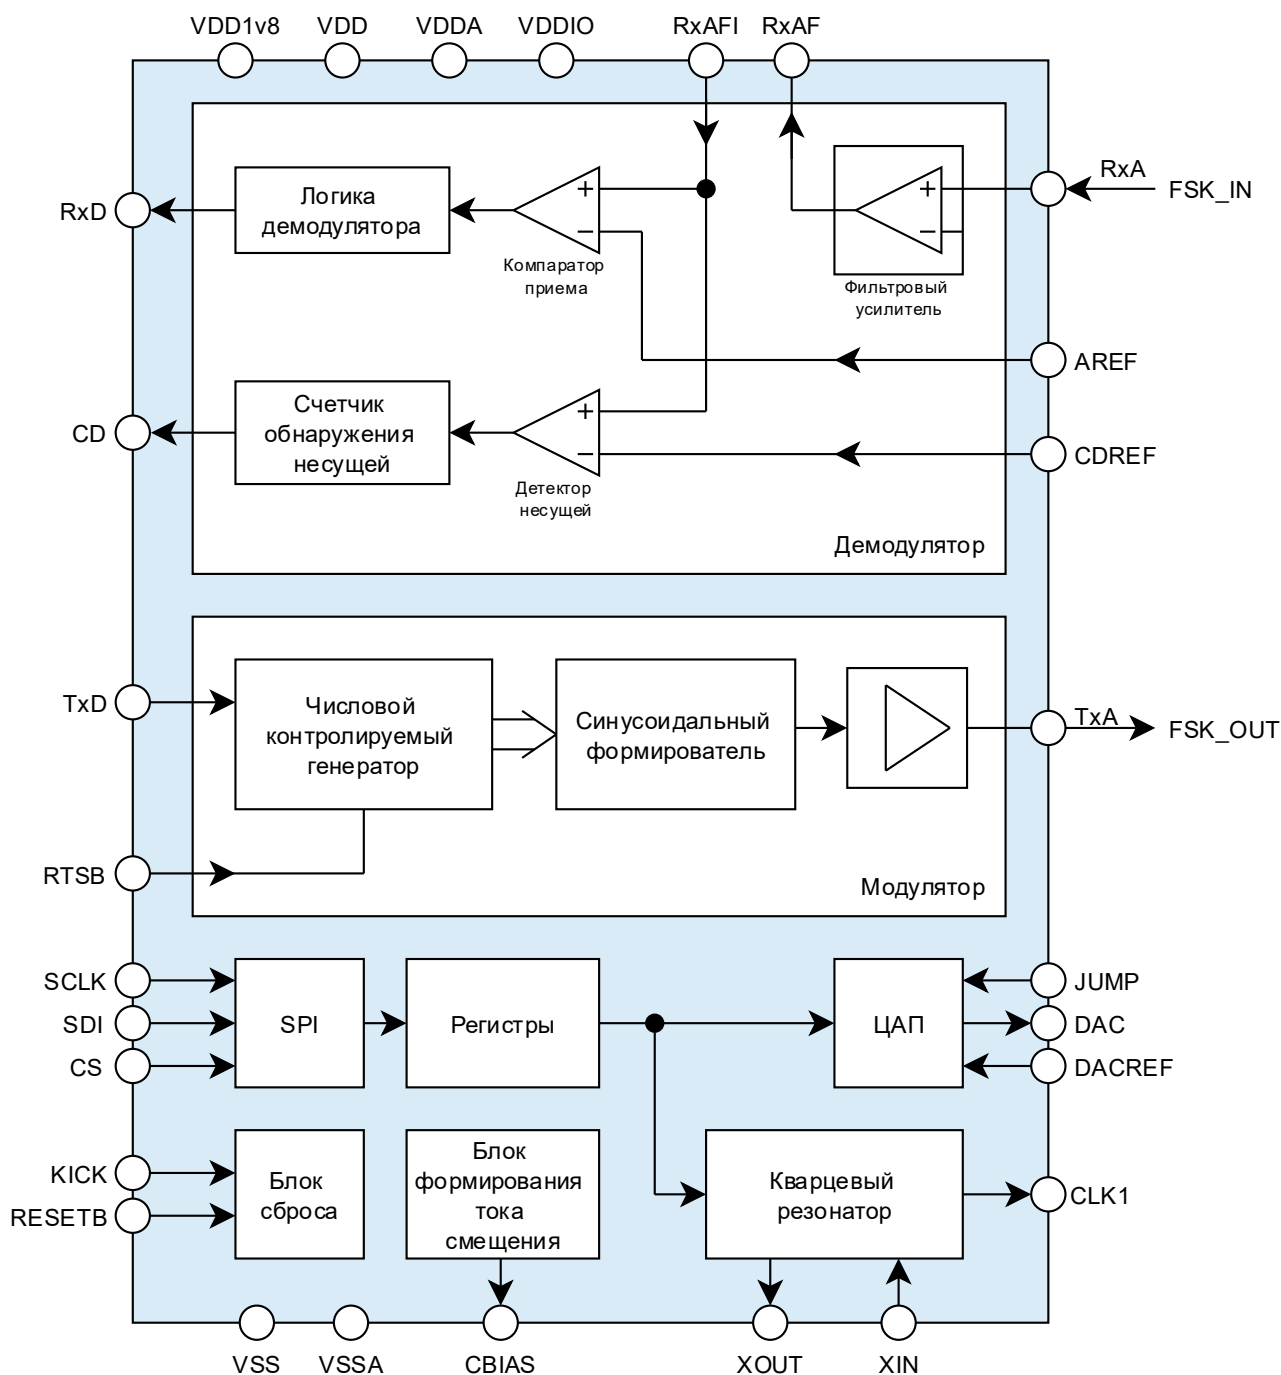 VDD1v8
VDD
VDDA
VDDIO
RxAFI
RxAF
RxA
FSK_IN
RxD
Логика
демодулятора
+
−
Компаратор
приема
+
−
Фильтровый
усилитель
AREF
CD
Счетчик
обнаружения
несущей
+
−
Детектор
несущей
CDREF
Демодулятор
TxD
Числовой
контролируемый
генератор
Синусоидальный
формирователь
TxA
FSK_OUT
RTSB
Модулятор
SCLK
SDI
CS
SPI
Регистры
ЦАП
JUMP
DAC
DACREF
KICK
RESETB
Блок
сброса
Блок
формирования
тока
смещения
Кварцевый
резонатор
CLK1
VSS
VSSA
CBIAS
XOUT
XIN